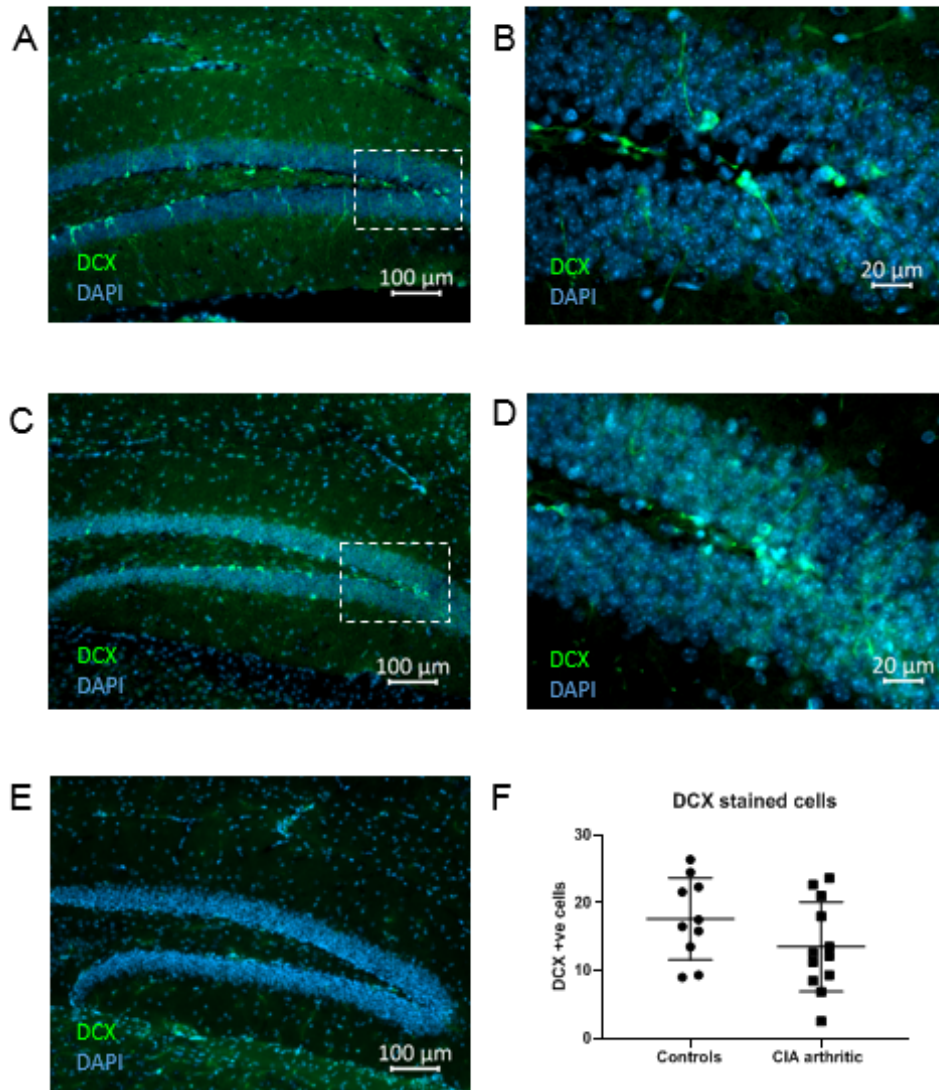 A
DCX
DAPI
100 µm
B
DCX
DAPI
20 µm
C
DCX
DAPI
100 µm
D
DCX
DAPI
20 µm
E
DCX
DAPI
100 µm
F
DCX stained cells
DCX +ve cells
30
20
10
0
Controls
CIA arthritic